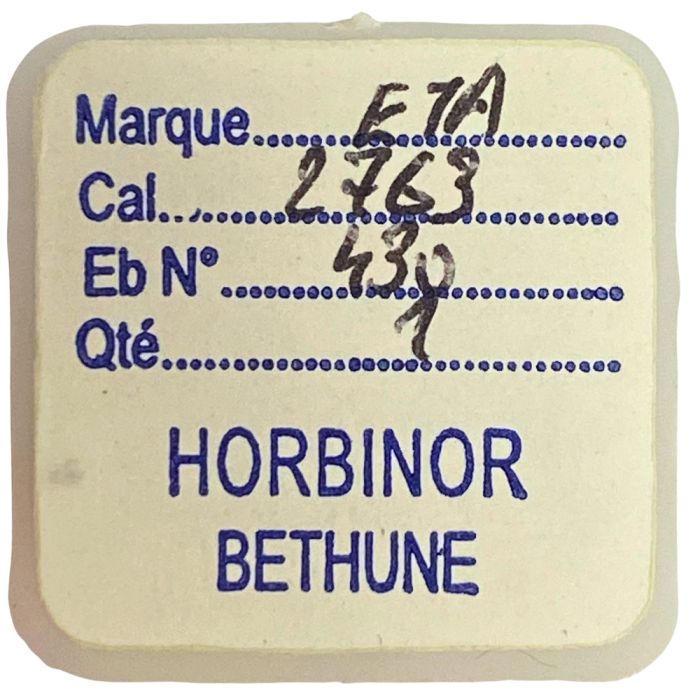 Marque ETA
Cal. 2763
Eb N° 430
Qté 1
HORBINOR
BETHUNE